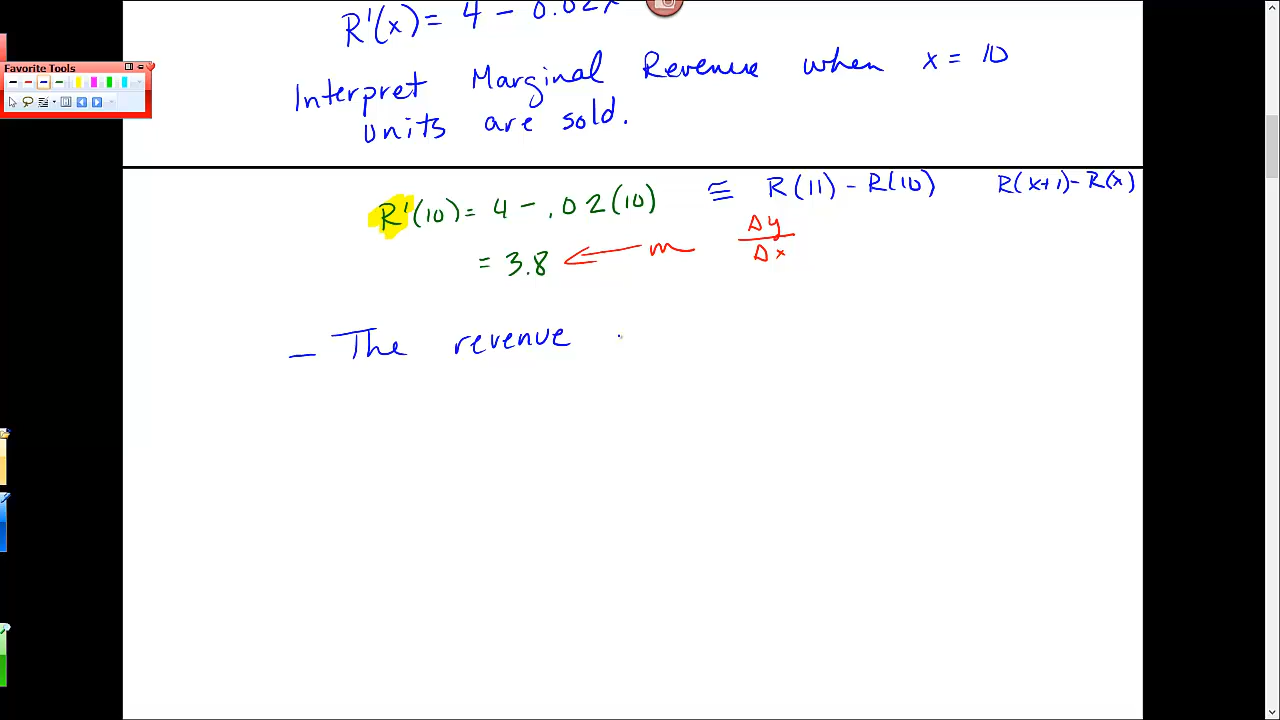 R'(x) = 4 - 0.02x
Favorite Tools
Interpret Marginal Revenue when x = 10
units are sold.
R'(10) = 4 - .02(10) ≅ R(11) - R(10) R(x+1) - R(x)
= 3.8 ← m Δy/Δx
- The revenue